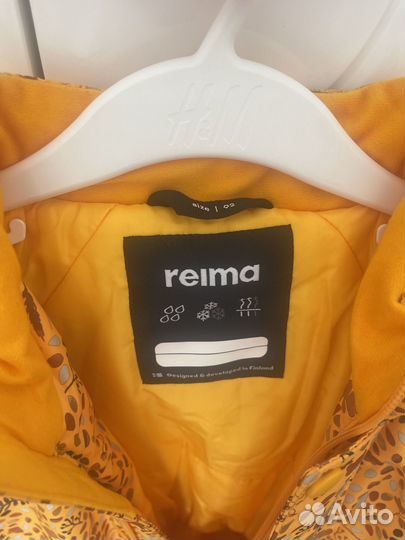 H&M
size | 92
reima
Designed & developed in Finland
Avito